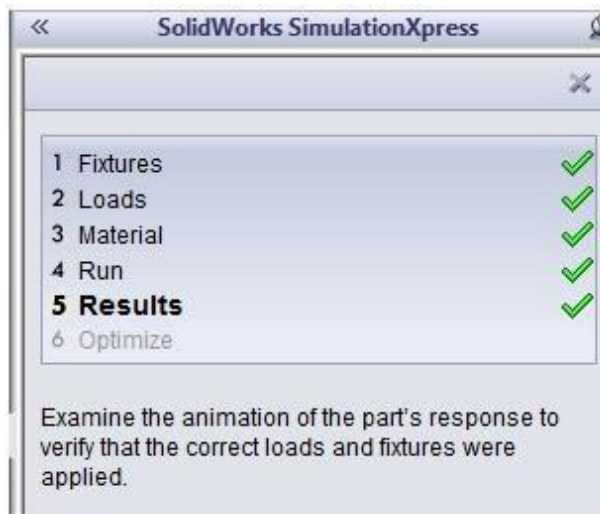 SolidWorks SimulationXpress
1 Fixtures
2 Loads
3 Material
4 Run
5 Results
6 Optimize
Examine the animation of the part's response to
verify that the correct loads and fixtures were
applied.